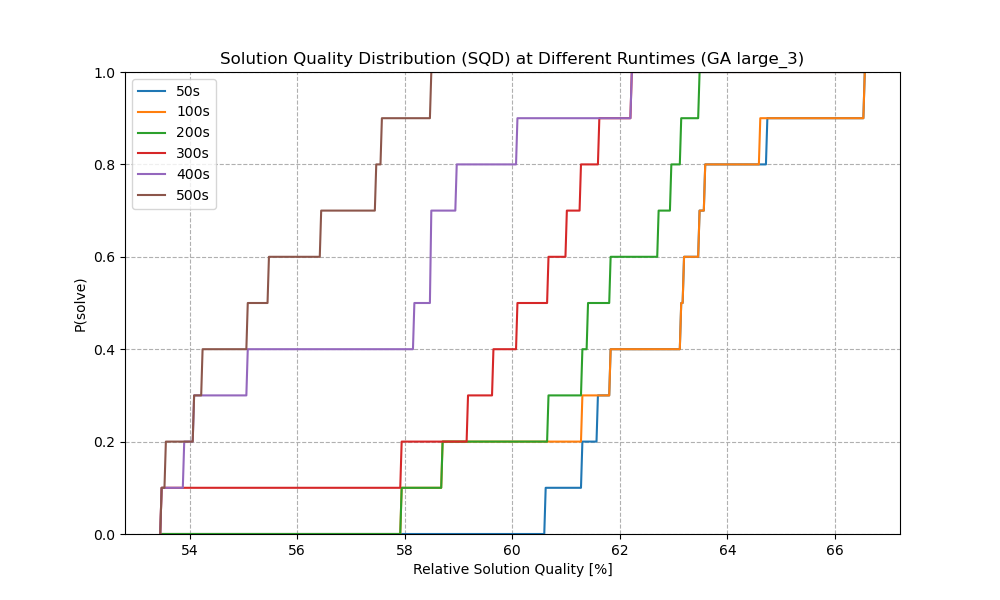 Solution Quality Distribution (SQD) at Different Runtimes (GA large_3)
1.0
50s
100s
200s
300s
400s
500s
0.8
0.6
P(solve)
0.4
0.2
0.0
54 56 58 60 62 64 66
Relative Solution Quality [%]